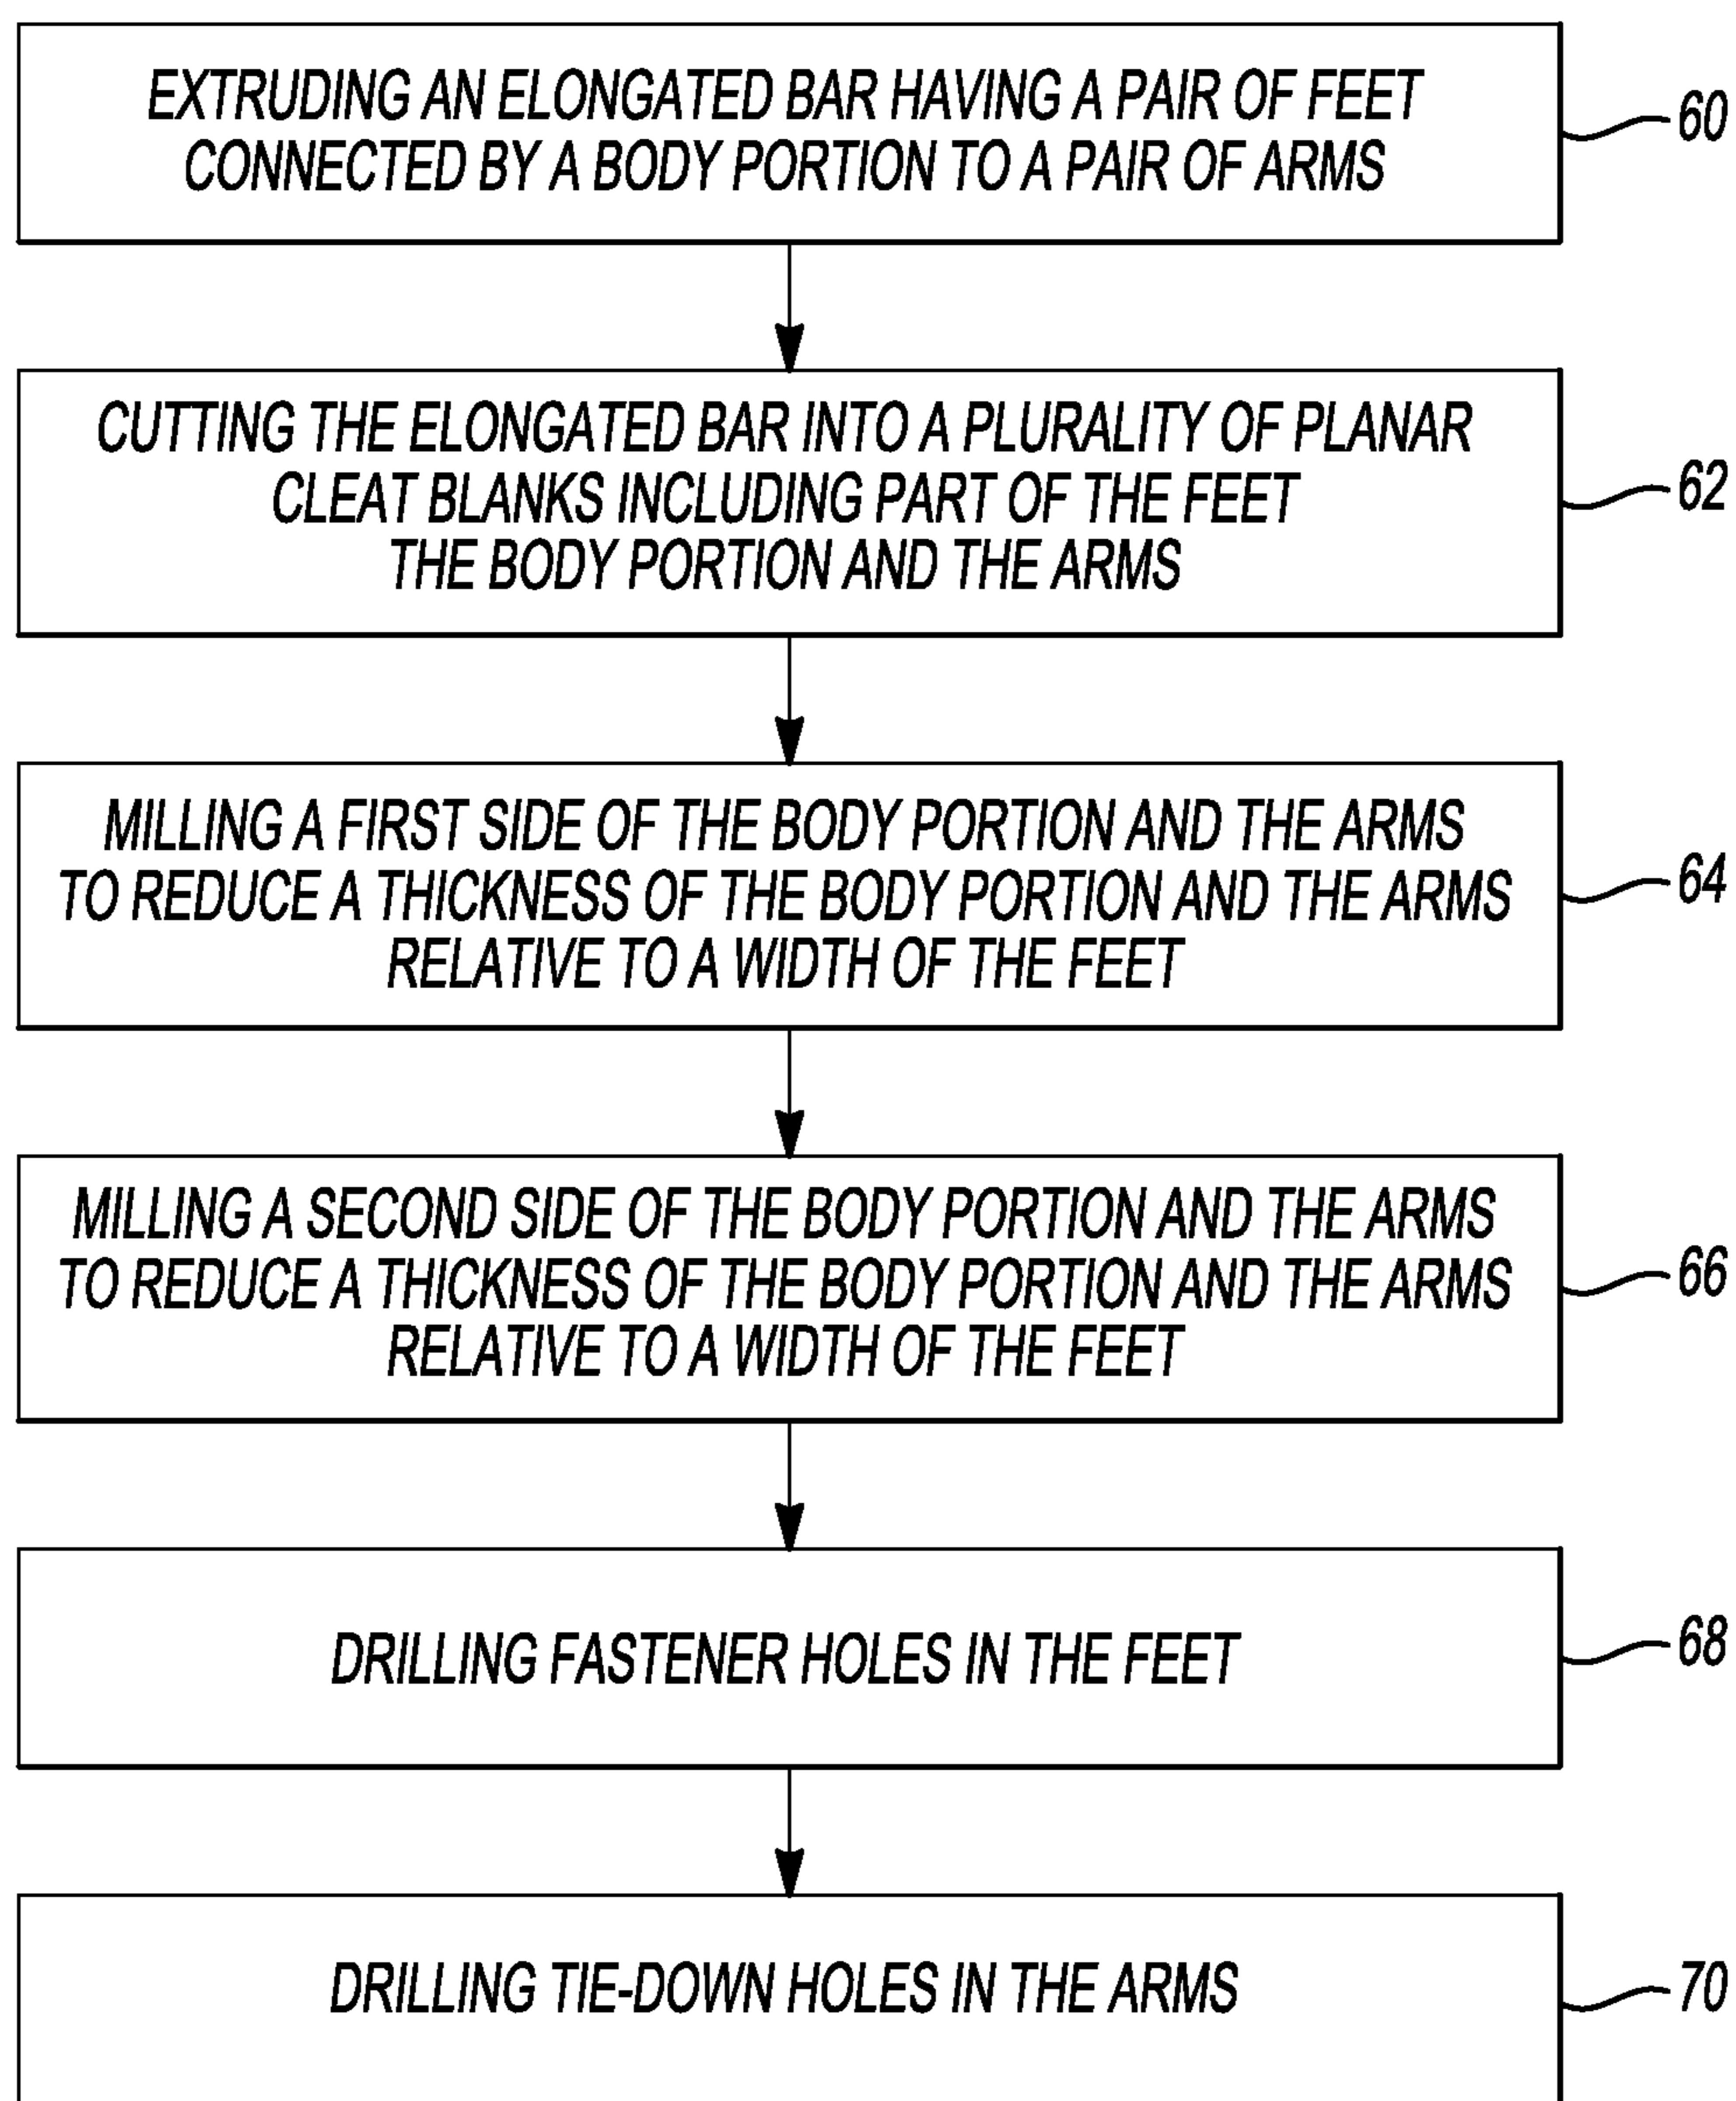 EXTRUDING AN ELONGATED BAR HAVING A PAIR OF FEET
CONNECTED BY A BODY PORTION TO A PAIR OF ARMS
60
CUTTING THE ELONGATED BAR INTO A PLURALITY OF PLANAR
CLEAT BLANKS INCLUDING PART OF THE FEET
THE BODY PORTION AND THE ARMS
62
MILLING A FIRST SIDE OF THE BODY PORTION AND THE ARMS
TO REDUCE A THICKNESS OF THE BODY PORTION AND THE ARMS
RELATIVE TO A WIDTH OF THE FEET
64
MILLING A SECOND SIDE OF THE BODY PORTION AND THE ARMS
TO REDUCE A THICKNESS OF THE BODY PORTION AND THE ARMS
RELATIVE TO A WIDTH OF THE FEET
66
DRILLING FASTENER HOLES IN THE FEET
68
DRILLING TIE-DOWN HOLES IN THE ARMS
70